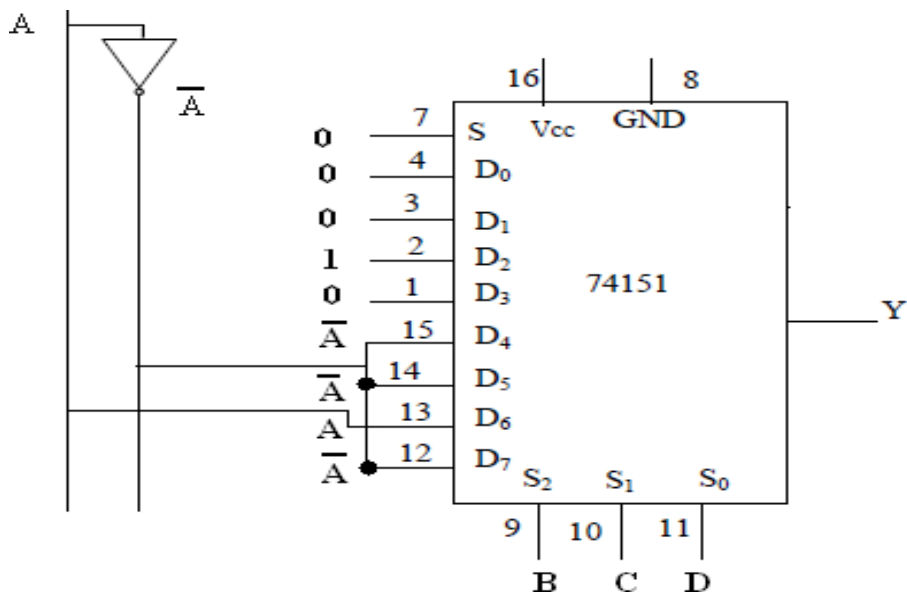 A
A̅
16
8
7
S
Vcc
GND
0
4
D₀
0
3
D₁
0
2
D₂
1
74151
1
D₃
0
Y
A̅
15
D₄
A̅
14
D₅
A
13
D₆
A̅
12
D₇
S₂ S₁ S₀
9 10 11
B C D